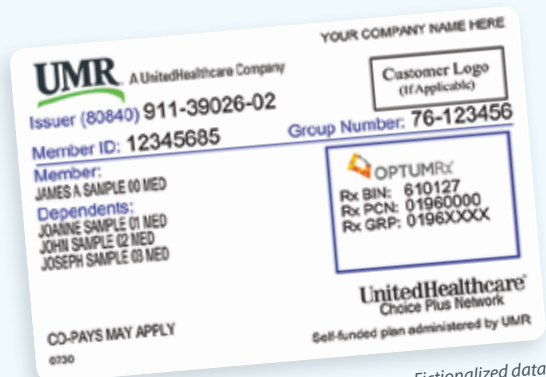 YOUR COMPANY NAME HERE
UMR A UnitedHealthcare Company
Customer Logo
(If Applicable)
Issuer (80840) 911-39026-02
Member ID: 12345685 Group Number: 76-123456
Member:
JAMES A SAMPLE 00 MED
Dependents:
JOANNE SAMPLE 01 MED
JOHN SAMPLE 02 MED
JOSEPH SAMPLE 03 MED
OPTUMRx
Rx BIN: 610127
Rx PCN: 01960000
Rx GRP: 0196XXXX
UnitedHealthcare
Choice Plus Network
CO-PAYS MAY APPLY
Self-funded plan administered by UMR
0730
Fictionalized data